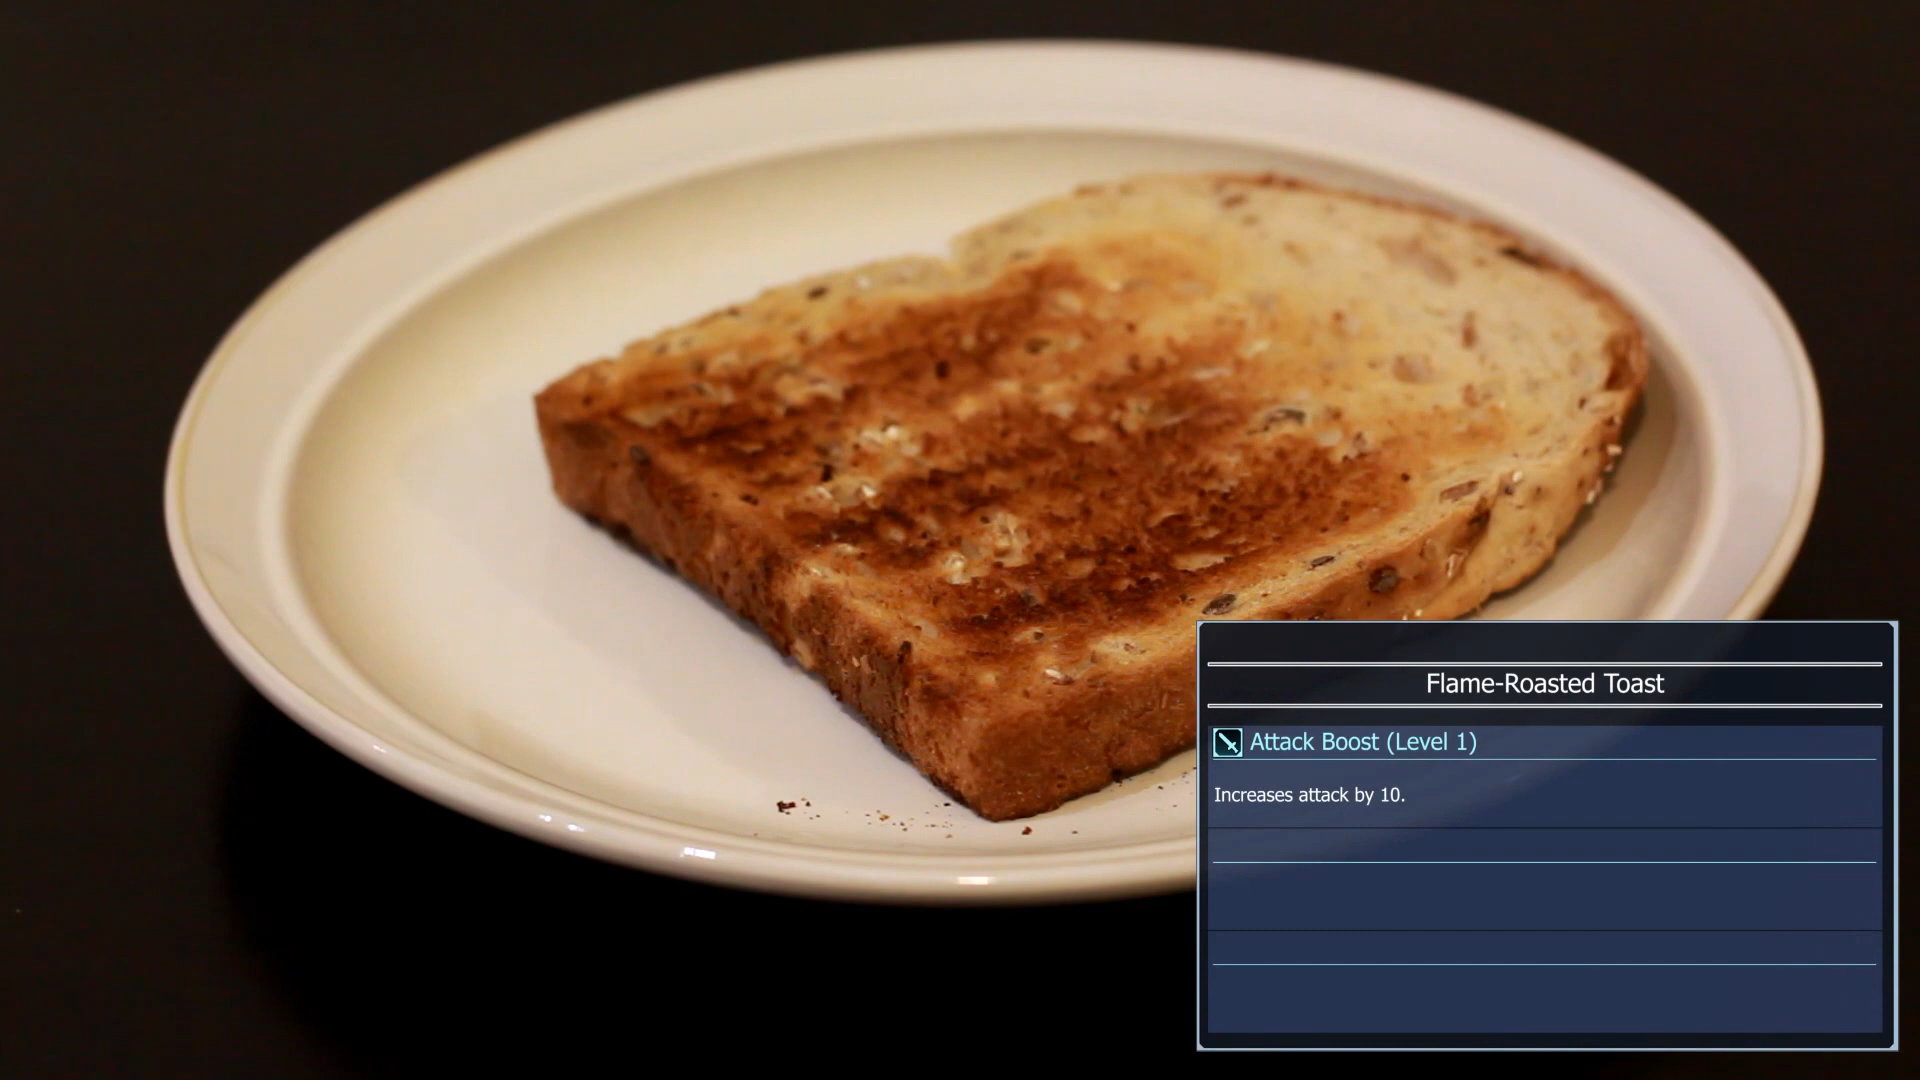 Flame-Roasted Toast
Attack Boost (Level 1)
Increases attack by 10.